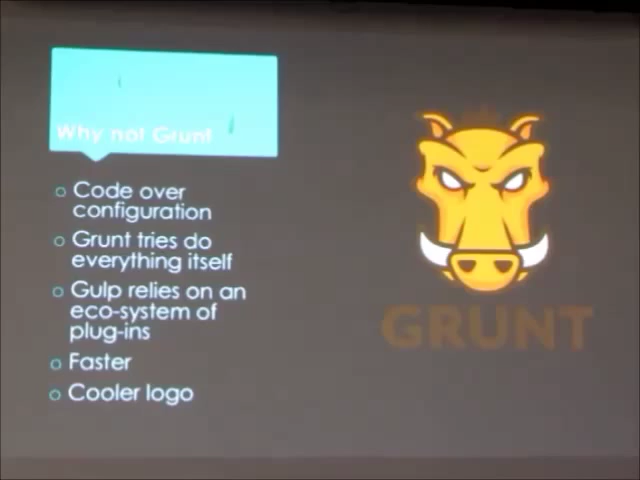 Why not Grunt
Code over
configuration
Grunt tries do
everything itself
Gulp relies on an
eco-system of
plug-ins
Faster
Cooler logo
GRUNT